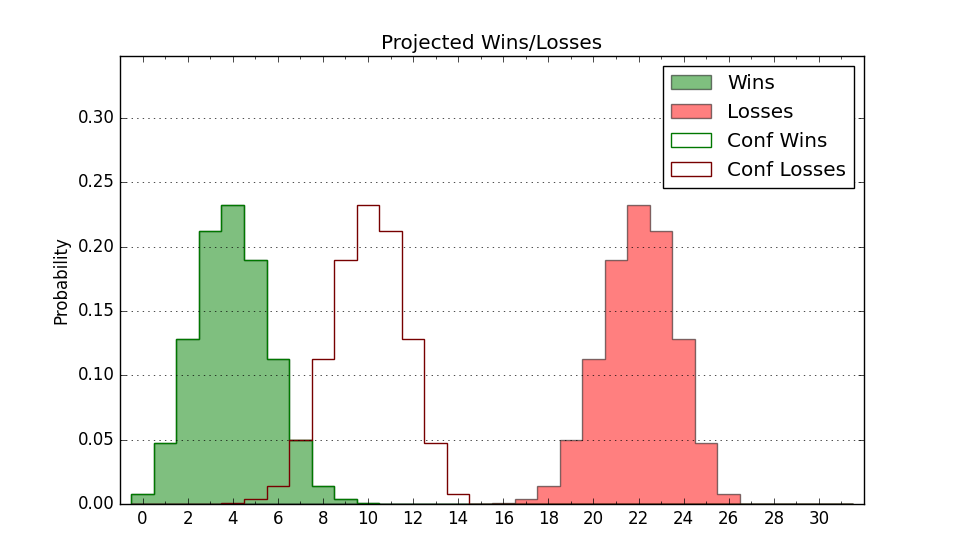 Projected Wins/Losses
Wins
Losses
Conf Wins
Conf Losses
Probability
0.30
0.25
0.20
0.15
0.10
0.05
0.00
0 2 4 6 8 10 12 14 16 18 20 22 24 26 28 30